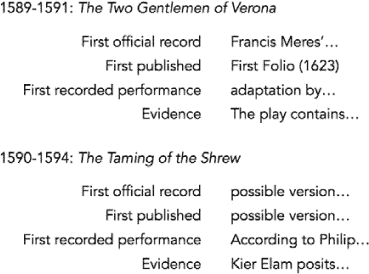 1589-1591: The Two Gentlemen of Verona
First official record Francis Meres'...
First published First Folio (1623)
First recorded performance adaptation by...
Evidence The play contains...
1590-1594: The Taming of the Shrew
First official record possible version...
First published possible version...
First recorded performance According to Philip...
Evidence Kier Elam posits...